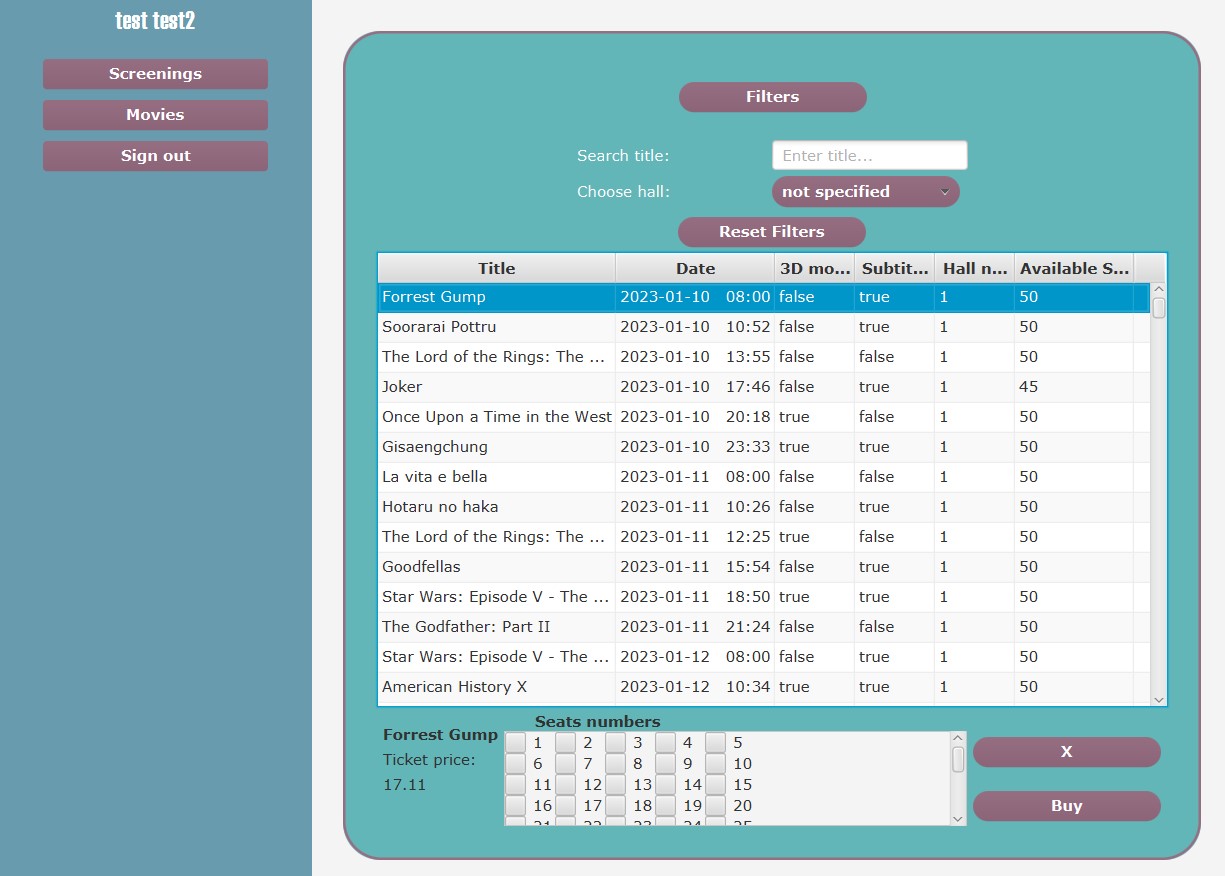 test test2
Screenings
Movies
Sign out
Filters
Search title: Enter title...
Choose hall: not specified
Reset Filters
Title Date 3D mo... Subtit... Hall n... Available S...
Forrest Gump 2023-01-10 08:00 false true 1 50
Soorarai Pottru 2023-01-10 10:52 false true 1 50
The Lord of the Rings: The ... 2023-01-10 13:55 false false 1 50
Joker 2023-01-10 17:46 false true 1 45
Once Upon a Time in the West 2023-01-10 20:18 true false 1 50
Gisaengchung 2023-01-10 23:33 true true 1 50
La vita e bella 2023-01-11 08:00 false false 1 50
Hotaru no haka 2023-01-11 10:26 false true 1 50
The Lord of the Rings: The ... 2023-01-11 12:25 true false 1 50
Goodfellas 2023-01-11 15:54 false true 1 50
Star Wars: Episode V - The ... 2023-01-11 18:50 true true 1 50
The Godfather: Part II 2023-01-11 21:24 false false 1 50
Star Wars: Episode V - The ... 2023-01-12 08:00 false true 1 50
American History X 2023-01-12 10:34 true true 1 50
Forrest Gump
Ticket price:
17.11
Seats numbers
1 2 3 4 5
6 7 8 9 10
11 12 13 14 15
16 17 18 19 20
21 22 23 24 25
X
Buy